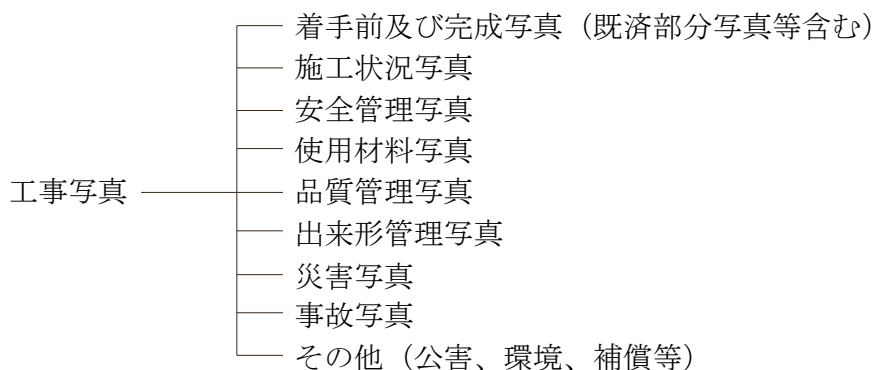 着手前及び完成写真（既済部分写真等含む）
施工状況写真
安全管理写真
使用材料写真
工事写真
品質管理写真
出来形管理写真
災害写真
事故写真
その他（公害、環境、補償等）